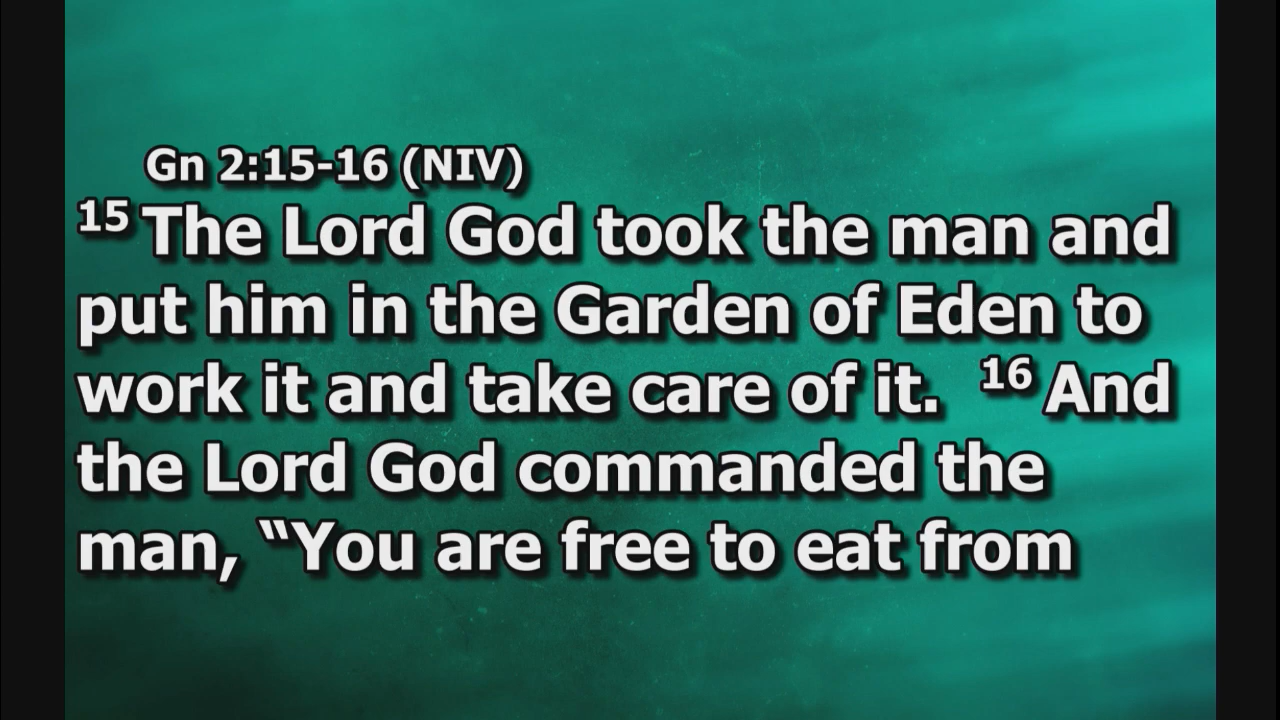 Gn 2:15-16 (NIV)
15 The Lord God took the man and
put him in the Garden of Eden to
work it and take care of it. 16 And
the Lord God commanded the
man, “You are free to eat from